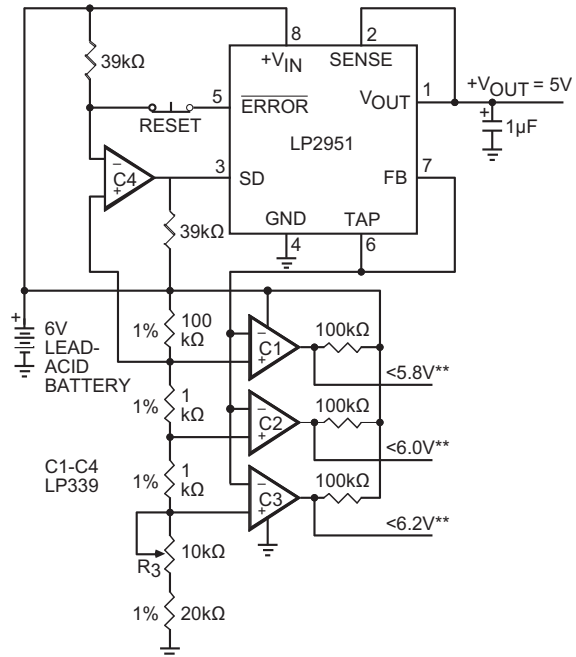 8
2
+VIN
SENSE
39kΩ
5
ERROR
VOUT
1
+VOUT = 5V
RESET
+
1µF
LP2951
−
C4
+
3
SD
FB
7
39kΩ
GND
TAP
4
6
+
6V
LEAD-
ACID
BATTERY
1%
100
kΩ
−
C1
+
100kΩ
<5.8V**
1%
1
kΩ
−
C2
+
100kΩ
<6.0V**
C1-C4
LP339
1%
1
kΩ
−
C3
+
100kΩ
<6.2V**
R3
10kΩ
1%
20kΩ